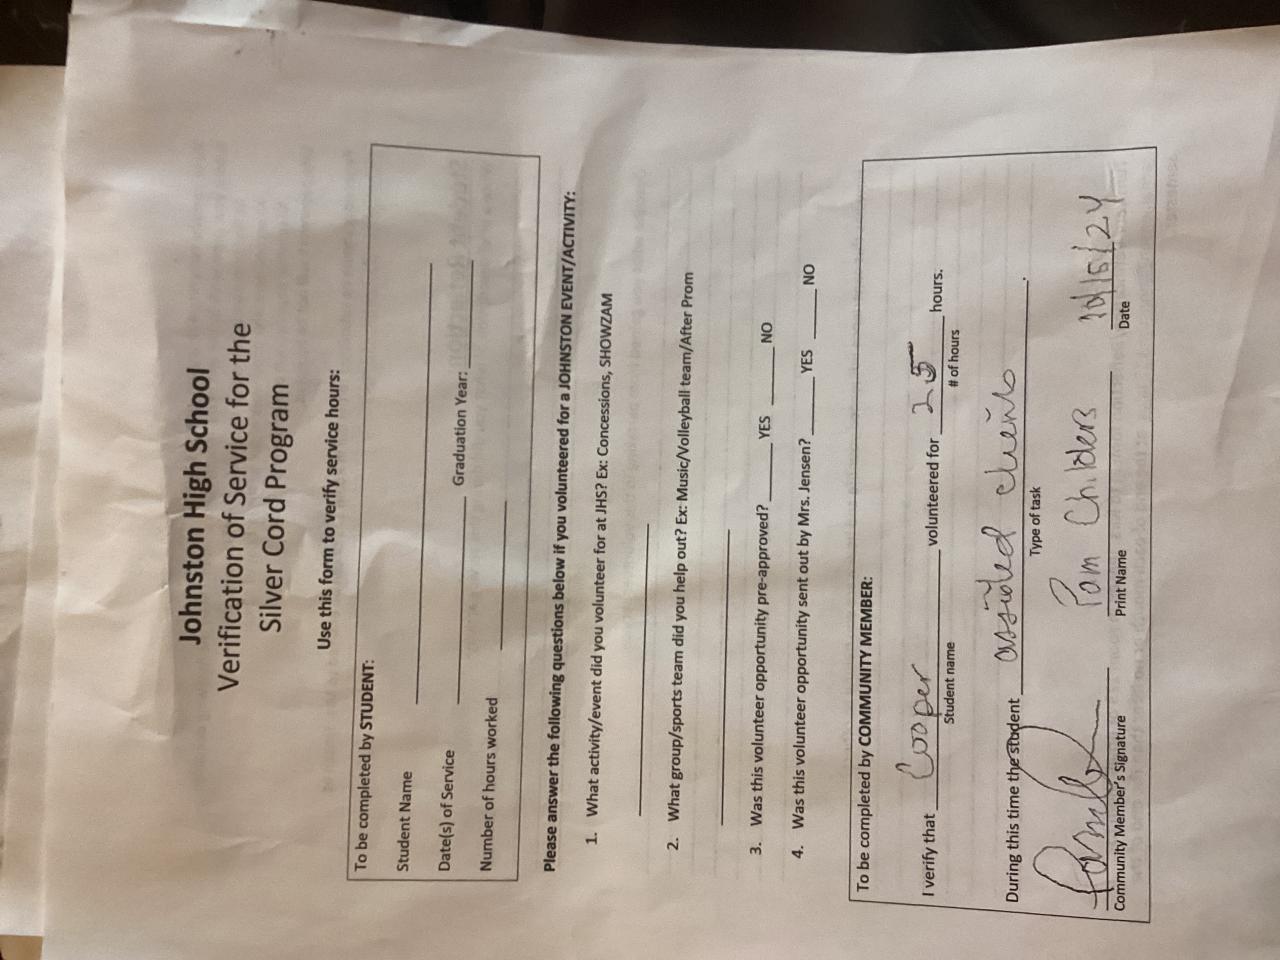 Johnston High School
Verification of Service for the
Silver Cord Program
Use this form to verify service hours:
To be completed by STUDENT:
Student Name
Date(s) of Service Graduation Year:
Number of hours worked
Please answer the following questions below if you volunteered for a JOHNSTON EVENT/ACTIVITY:
1. What activity/event did you volunteer for at JHS? Ex: Concessions, SHOWZAM
2. What group/sports team did you help out? Ex: Music/Volleyball team/After Prom
3. Was this volunteer opportunity pre-approved? YES NO
4. Was this volunteer opportunity sent out by Mrs. Jensen? YES NO
To be completed by COMMUNITY MEMBER:
I verify that Cooper volunteered for 25 hours.
Student name # of hours
During this time the student assisted clients.
Type of task
Pam Childers 10/15/24
Community Member's Signature Print Name Date